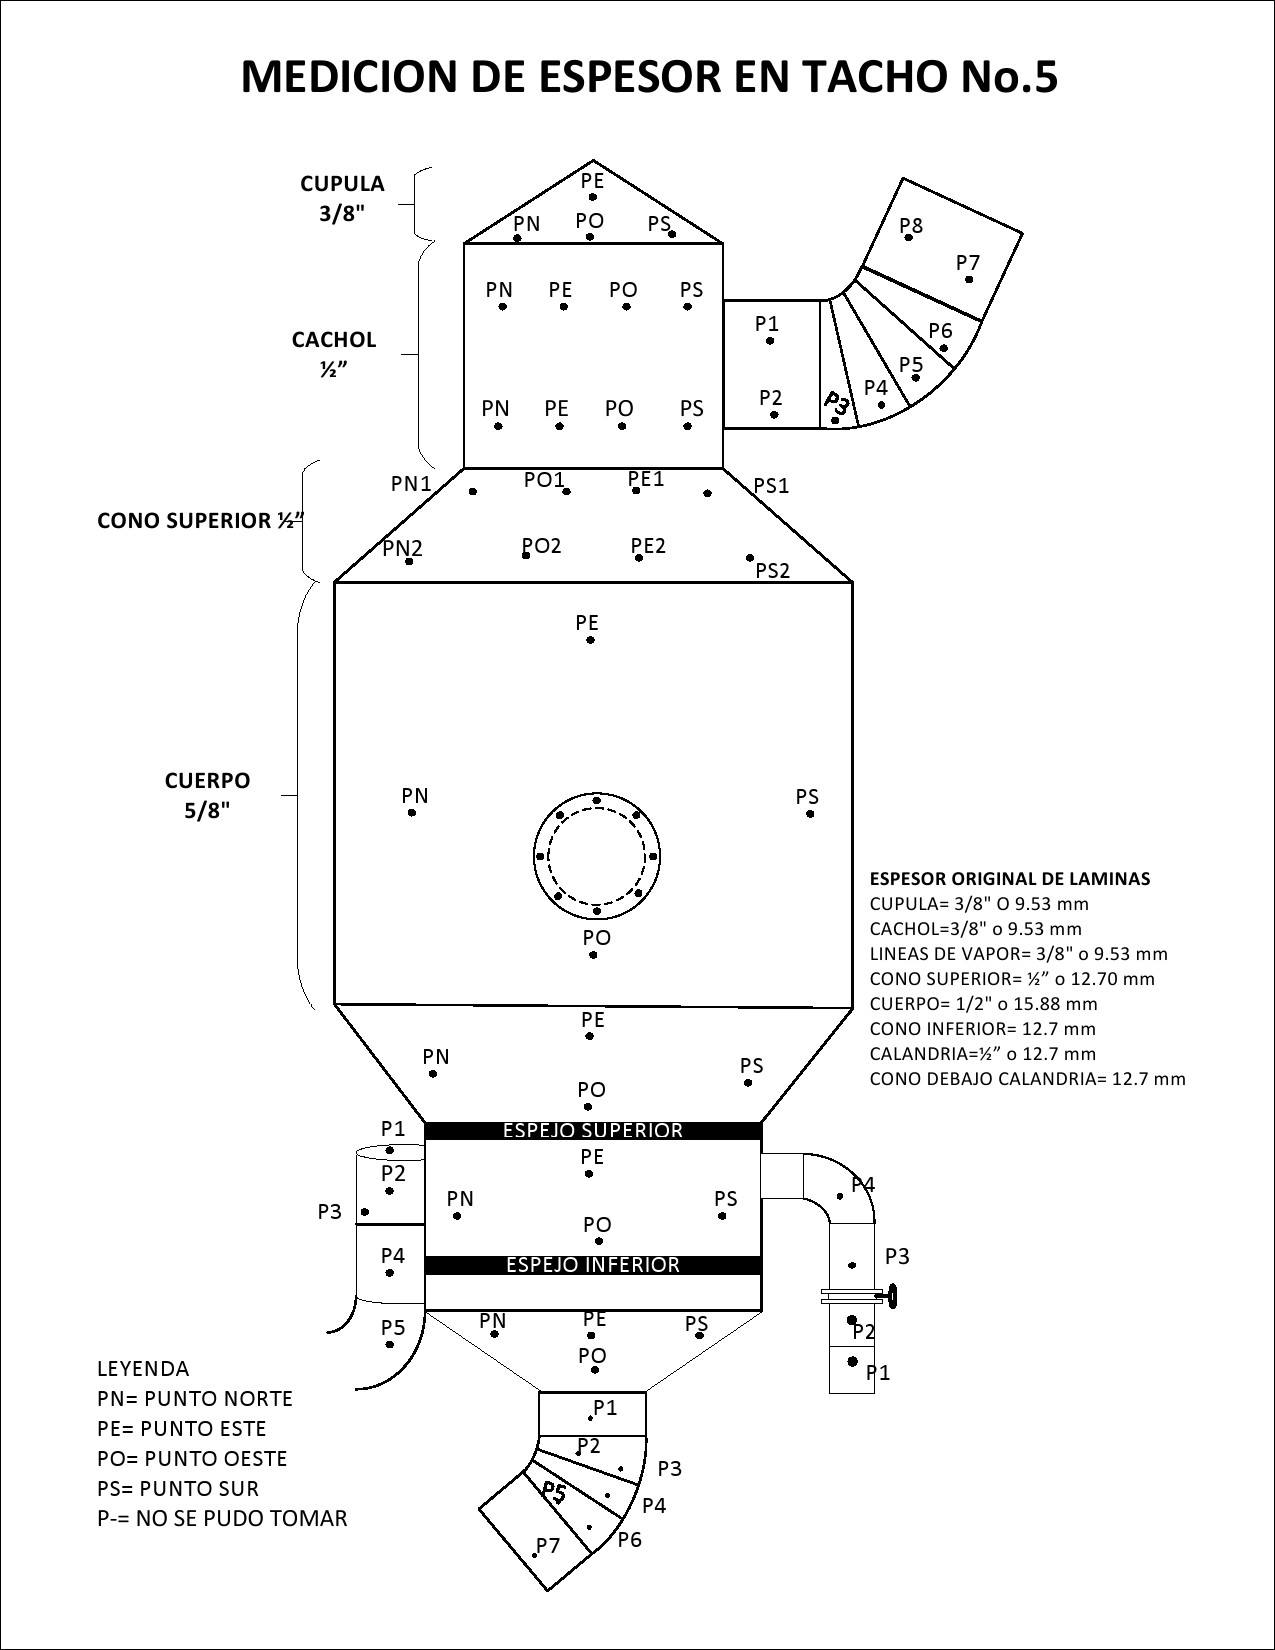 MEDICION DE ESPESOR EN TACHO No.5
CUPULA
3/8"
PE
PN PO PS
CACHOL
½”
PN PE PO PS
PN PE PO PS
P8
P7
P1
P6
P5
P4
P2
P3
CONO SUPERIOR ½”
PN1 PO1 PE1 PS1
PN2 PO2 PE2 PS2
CUERPO
5/8"
PE
PN PS
PO
ESPESOR ORIGINAL DE LAMINAS
CUPULA= 3/8" O 9.53 mm
CACHOL=3/8" o 9.53 mm
LINEAS DE VAPOR= 3/8" o 9.53 mm
CONO SUPERIOR= ½” o 12.70 mm
CUERPO= 1/2" o 15.88 mm
CONO INFERIOR= 12.7 mm
CALANDRIA=½” o 12.7 mm
CONO DEBAJO CALANDRIA= 12.7 mm
PE
PN PS
PO
ESPEJO SUPERIOR
P1
P2
P3
P4
P5
PE
PN PS
PO
ESPEJO INFERIOR
P4
P3
P2
P1
PN PE PS
PO
P1
P2
P3
P5
P4
P6
P7
LEYENDA
PN= PUNTO NORTE
PE= PUNTO ESTE
PO= PUNTO OESTE
PS= PUNTO SUR
P-= NO SE PUDO TOMAR